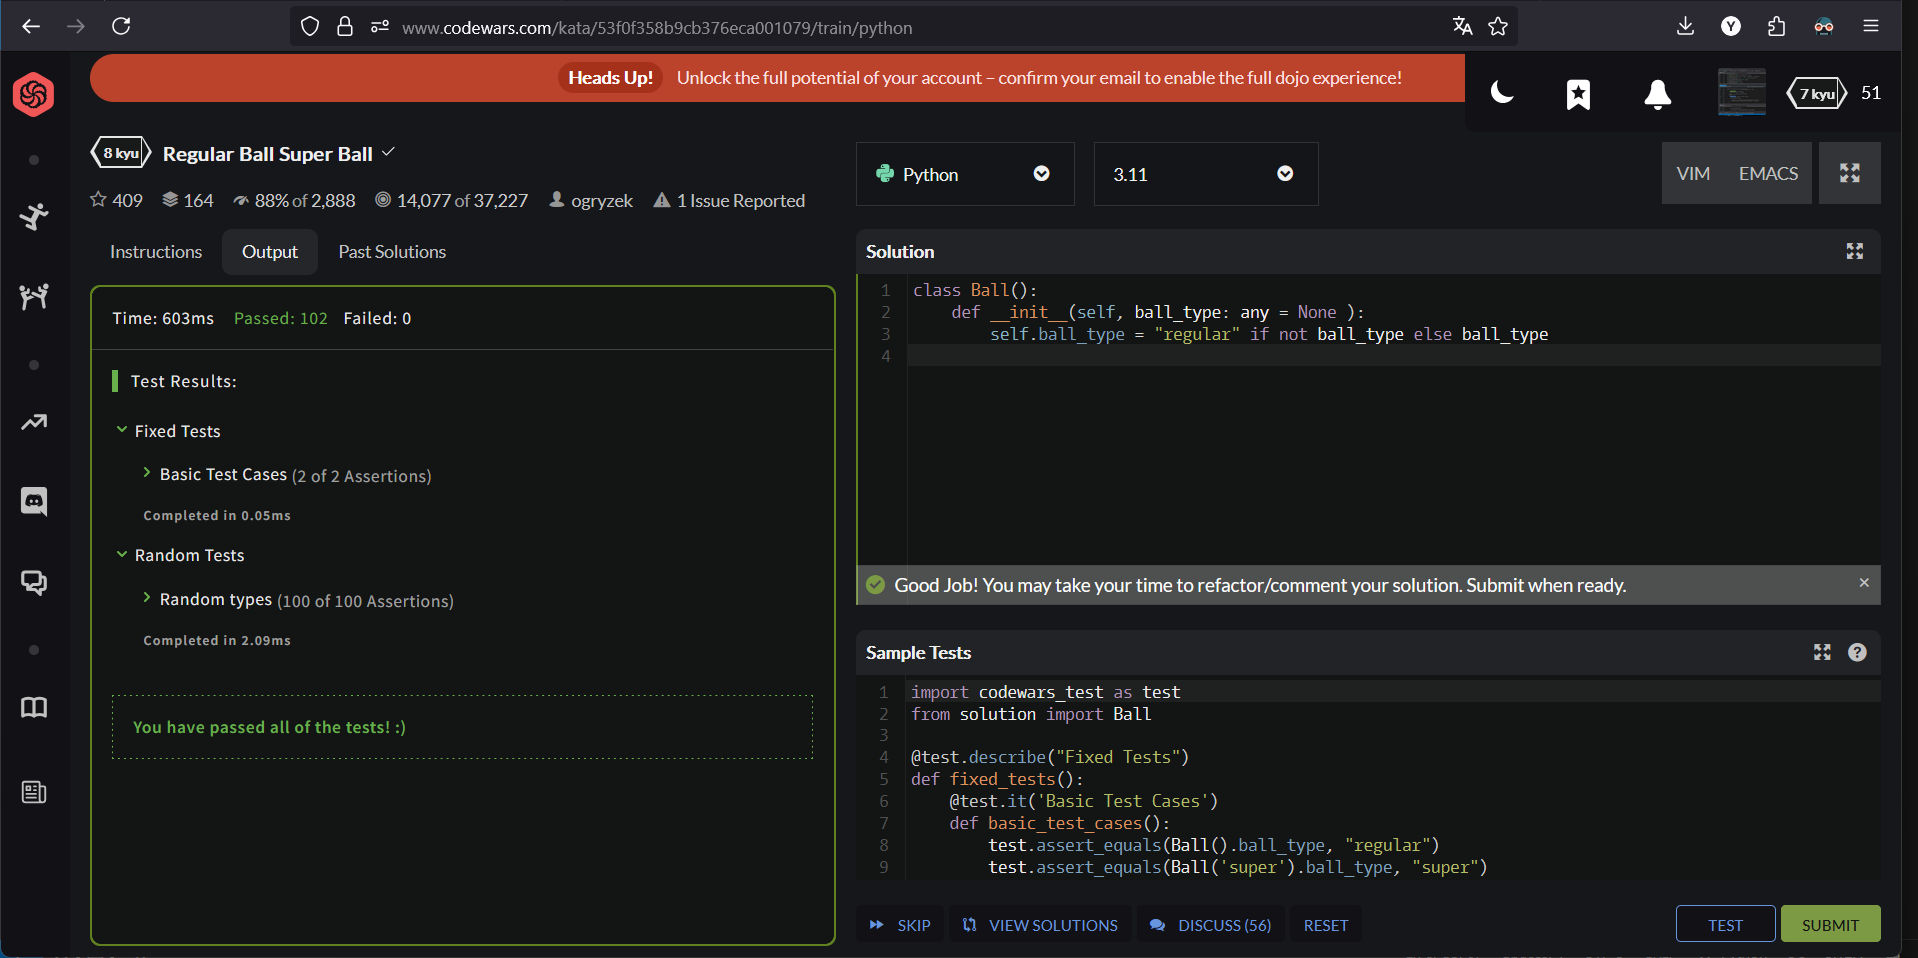 www.codewars.com/kata/53f0f358b9cb376eca001079/train/python
Y
Heads Up! Unlock the full potential of your account – confirm your email to enable the full dojo experience!
7 kyu 51
8 kyu Regular Ball Super Ball
409 164 88% of 2,888 14,077 of 37,227 ogryzek 1 Issue Reported
Python 3.11 VIM EMACS
Instructions Output Past Solutions
Time: 603ms Passed: 102 Failed: 0
Test Results:
Fixed Tests
Basic Test Cases (2 of 2 Assertions)
Completed in 0.05ms
Random Tests
Random types (100 of 100 Assertions)
Completed in 2.09ms
You have passed all of the tests! :)
Solution
1 class Ball():
2     def __init__(self, ball_type: any = None ):
3         self.ball_type = "regular" if not ball_type else ball_type
4
Good Job! You may take your time to refactor/comment your solution. Submit when ready.
Sample Tests
1 import codewars_test as test
2 from solution import Ball
3
4 @test.describe("Fixed Tests")
5 def fixed_tests():
6     @test.it('Basic Test Cases')
7     def basic_test_cases():
8         test.assert_equals(Ball().ball_type, "regular")
9         test.assert_equals(Ball('super').ball_type, "super")
SKIP VIEW SOLUTIONS DISCUSS (56) RESET TEST SUBMIT